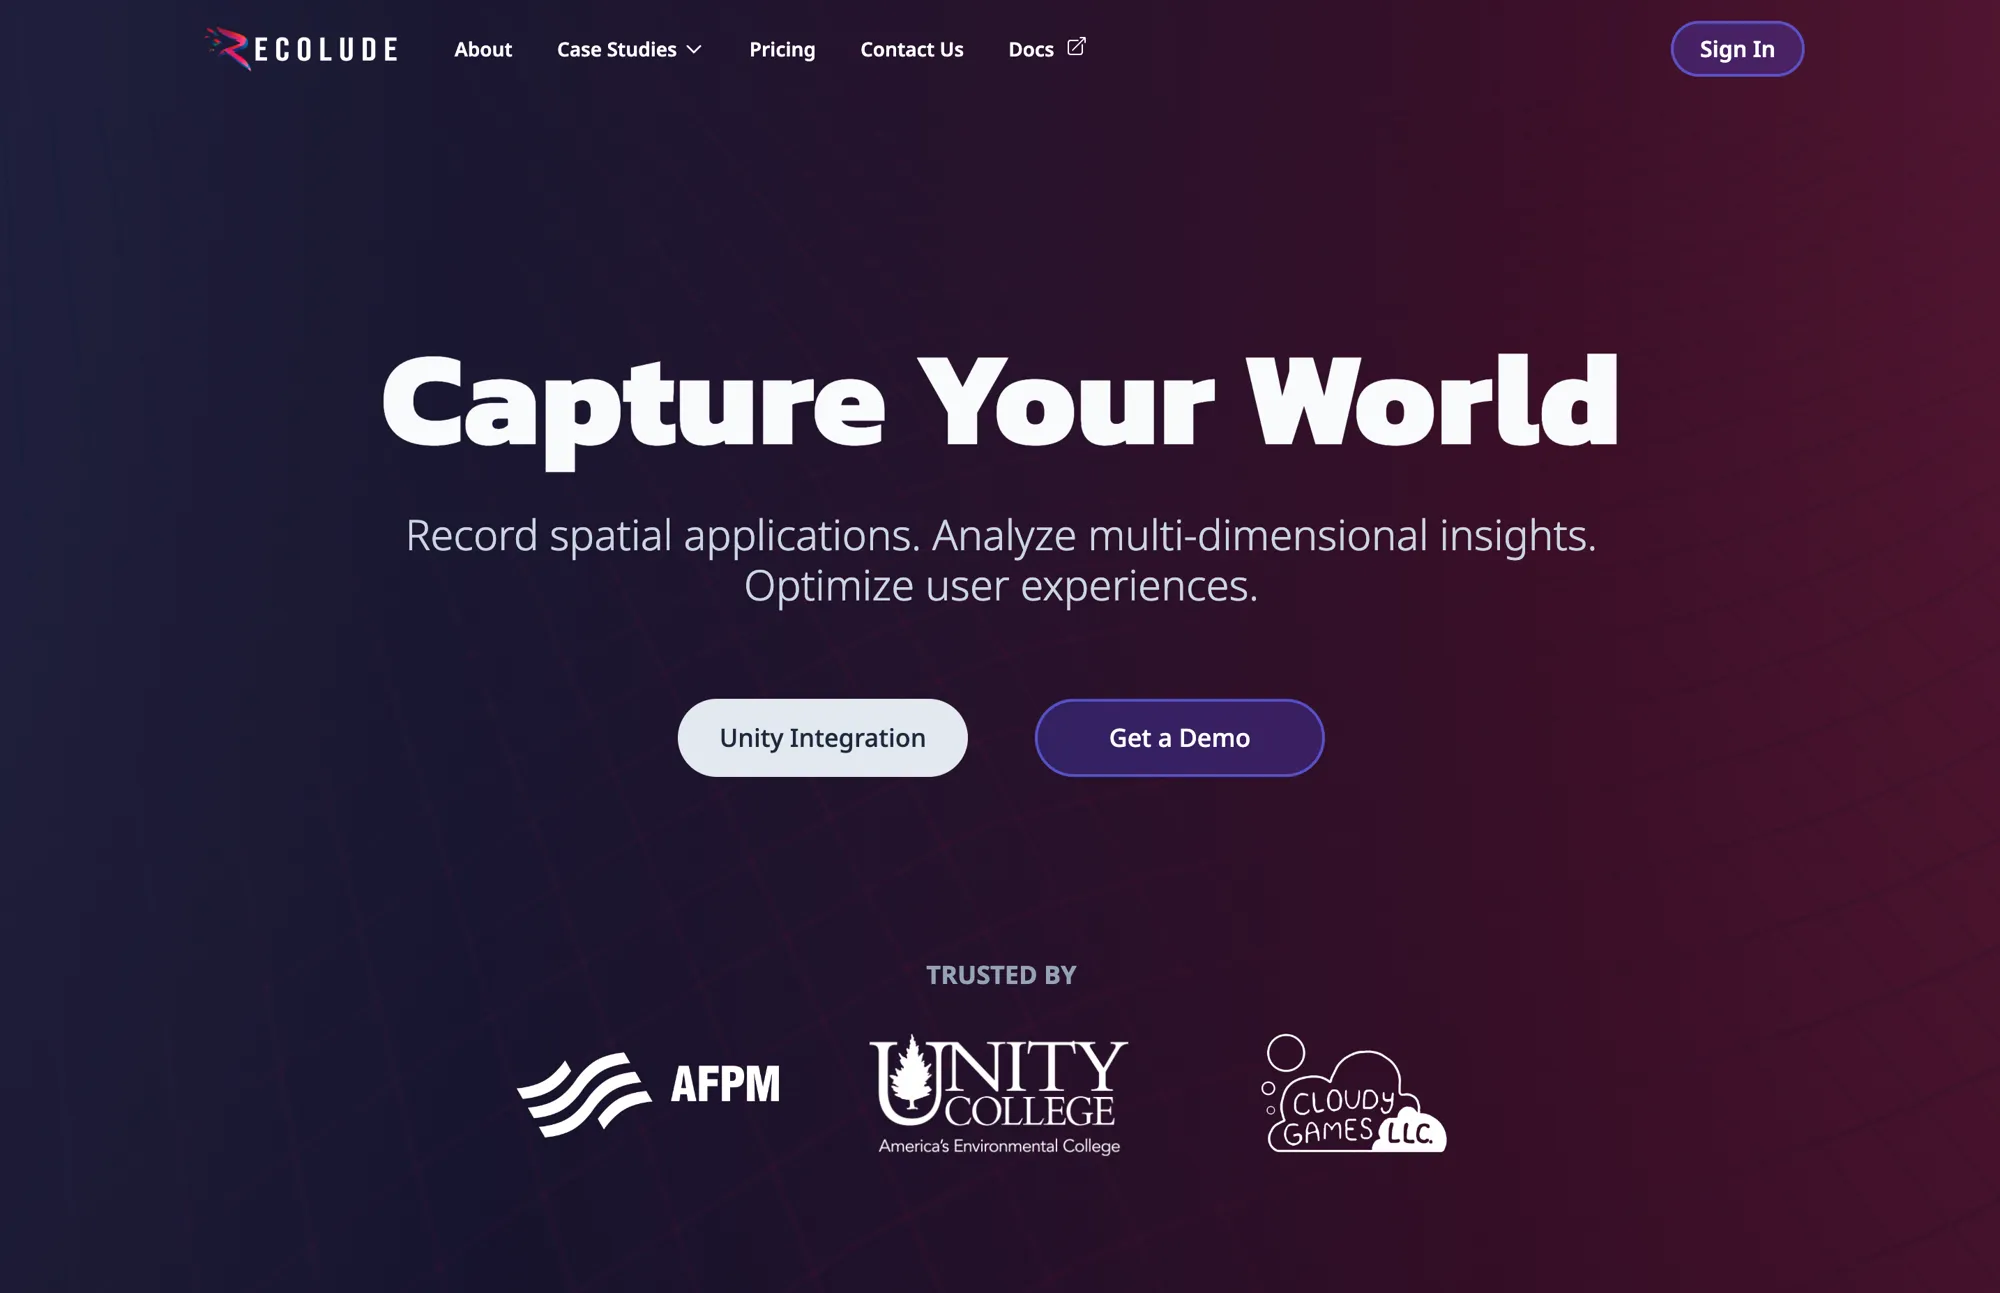 RECOLUDE
About
Case Studies
Pricing
Contact Us
Docs
Sign In
Capture Your World
Record spatial applications. Analyze multi-dimensional insights.
Optimize user experiences.
Unity Integration
Get a Demo
TRUSTED BY
AFPM
UNITY
COLLEGE
America's Environmental College
CLOUDY
GAMES LLC.